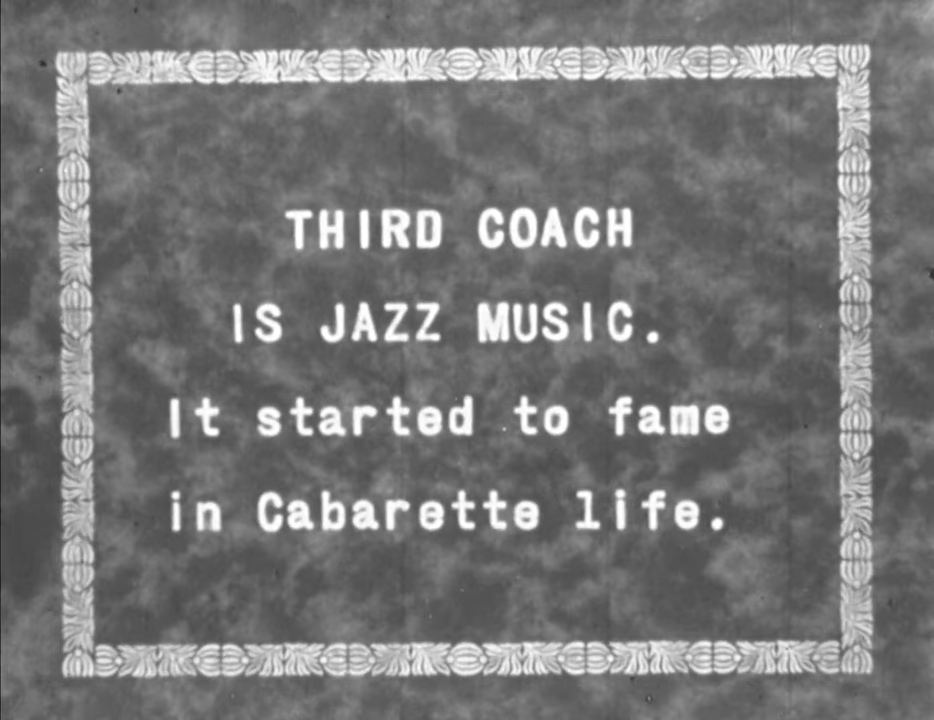 THIRD COACH
IS JAZZ MUSIC.
It started to fame
in Cabarette life.